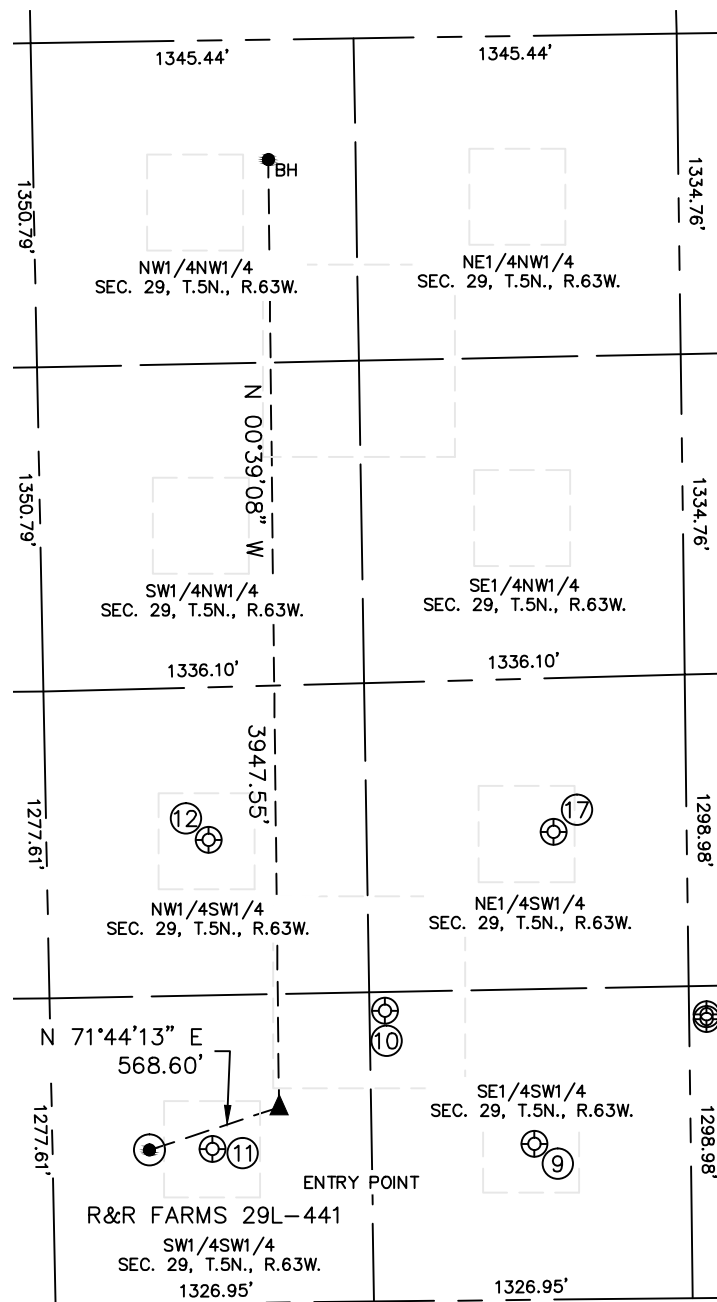 1345.44'
1345.44'
BH
1350.79'
1334.76'
NW1/4NW1/4
SEC. 29, T.5N., R.63W.
NE1/4NW1/4
SEC. 29, T.5N., R.63W.
N 00°39'08" W
1350.79'
1334.76'
SW1/4NW1/4
SEC. 29, T.5N., R.63W.
SE1/4NW1/4
SEC. 29, T.5N., R.63W.
1336.10'
1336.10'
3947.55'
12
17
1277.61'
1298.98'
NW1/4SW1/4
SEC. 29, T.5N., R.63W.
NE1/4SW1/4
SEC. 29, T.5N., R.63W.
N 71°44'13" E
568.60'
10
SE1/4SW1/4
SEC. 29, T.5N., R.63W.
1277.61'
1298.98'
11
9
ENTRY POINT
R&R FARMS 29L-441
SW1/4SW1/4
SEC. 29, T.5N., R.63W.
1326.95'
1326.95'